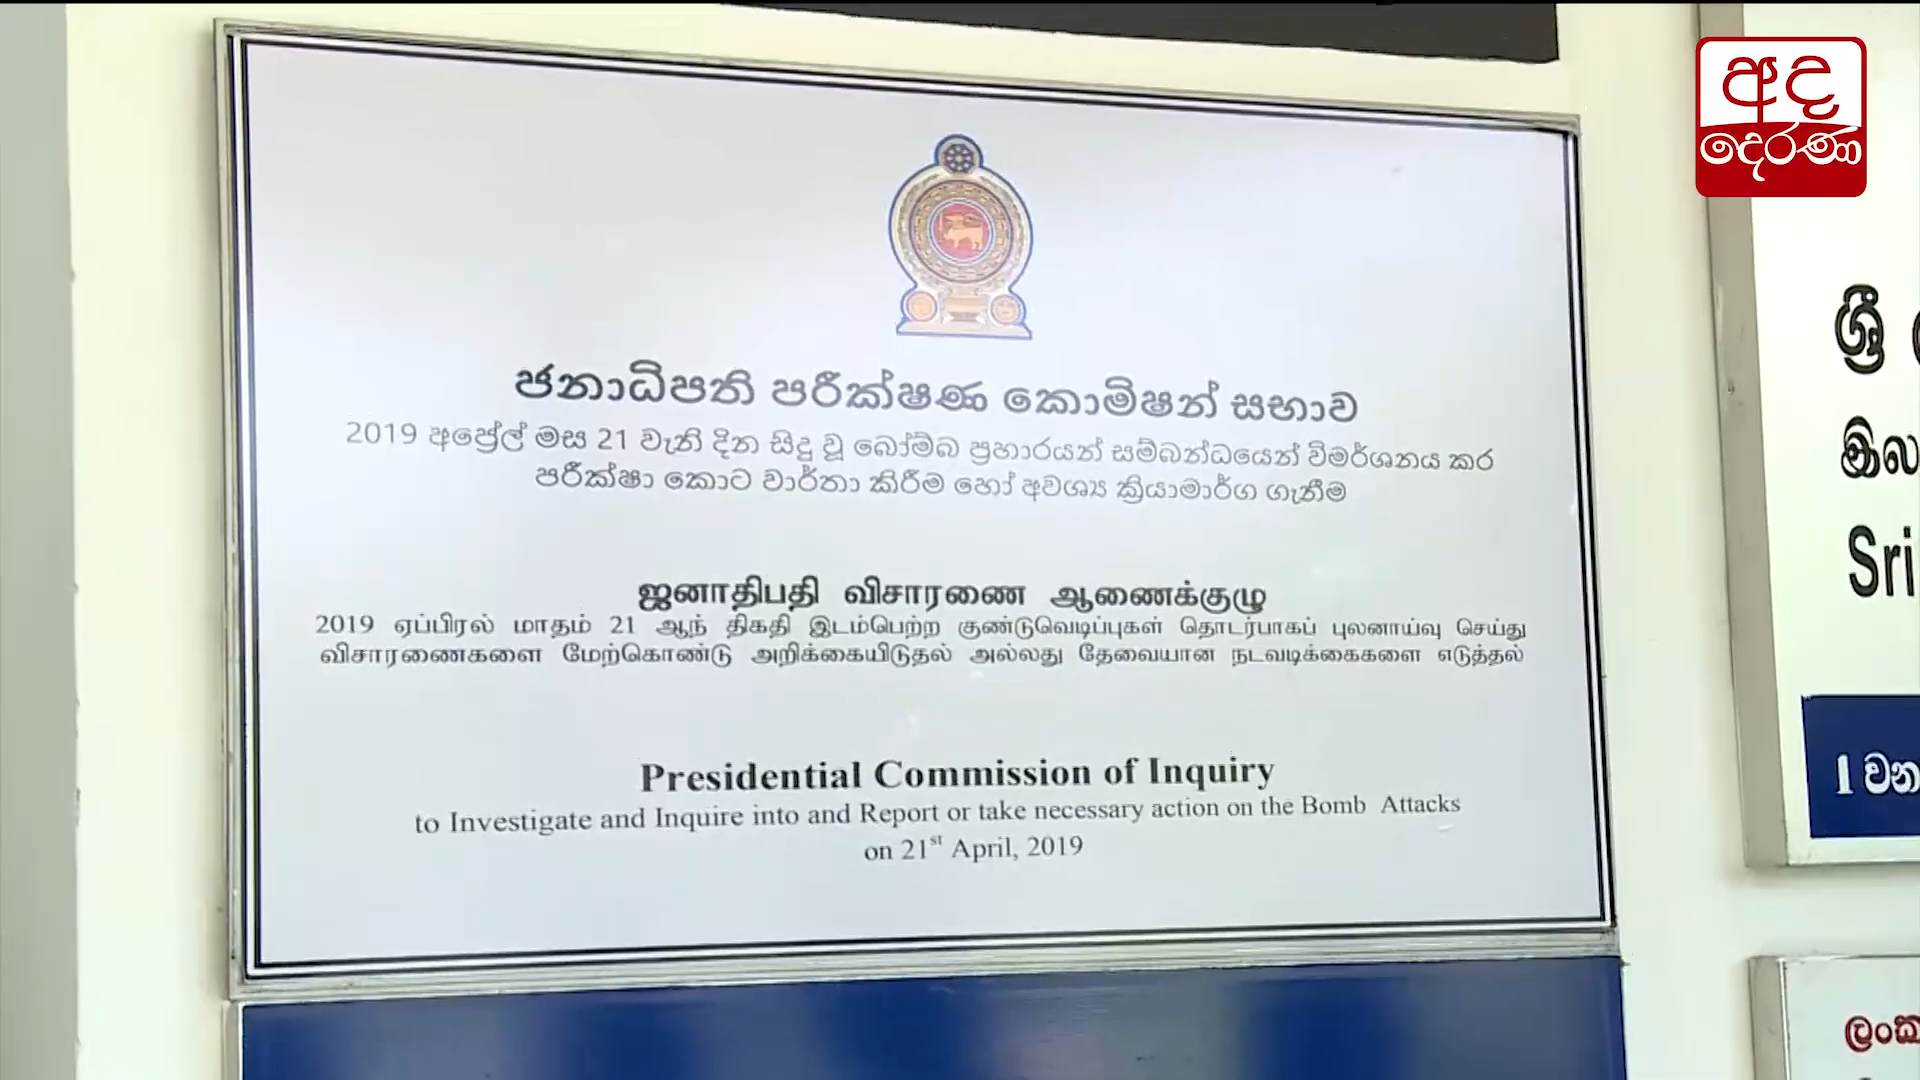 අද
දෙරණ
ජනාධිපති පරීක්ෂණ කොමිෂන් සභාව
2019 අප්‍රේල් මස 21 වැනි දින සිදු වූ බෝම්බ ප්‍රහාරයන් සම්බන්ධයෙන් විමර්ශනය කර
පරීක්ෂා කොට වාර්තා කිරීම හෝ අවශ්‍ය ක්‍රියාමාර්ග ගැනීම
ஜனாதிபதி விசாரணை ஆணைக்குழு
2019 ஏப்பிரல் மாதம் 21 ஆந் திகதி இடம்பெற்ற குண்டுவெடிப்புகள் தொடர்பாகப் புலனாய்வு செய்து
விசாரணைகளை மேற்கொண்டு அறிக்கையிடுதல் அல்லது தேவையான நடவடிக்கைகளை எடுத்தல்
Presidential Commission of Inquiry
to Investigate and Inquire into and Report or take necessary action on the Bomb Attacks
on 21st April, 2019
ශ්‍රී
Sri
1 වන